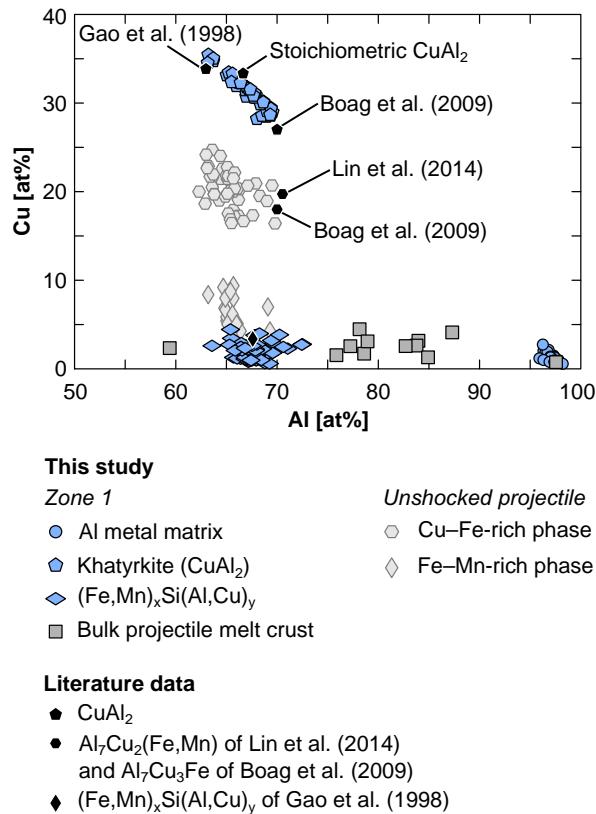 40
Gao et al. (1998)
Stoichiometric CuAl₂
30
Boag et al. (2009)
Cu [at%]
20
Lin et al. (2014)
Boag et al. (2009)
10
0
50 60 70 80 90 100
Al [at%]
This study
Zone 1
Al metal matrix
Khatyrkite (CuAl₂)
(Fe,Mn)ₓSi(Al,Cu)ᵧ
Bulk projectile melt crust
Unshocked projectile
Cu–Fe-rich phase
Fe–Mn-rich phase
Literature data
CuAl₂
Al₇Cu₂(Fe,Mn) of Lin et al. (2014)
and Al₇Cu₃Fe of Boag et al. (2009)
(Fe,Mn)ₓSi(Al,Cu)ᵧ of Gao et al. (1998)